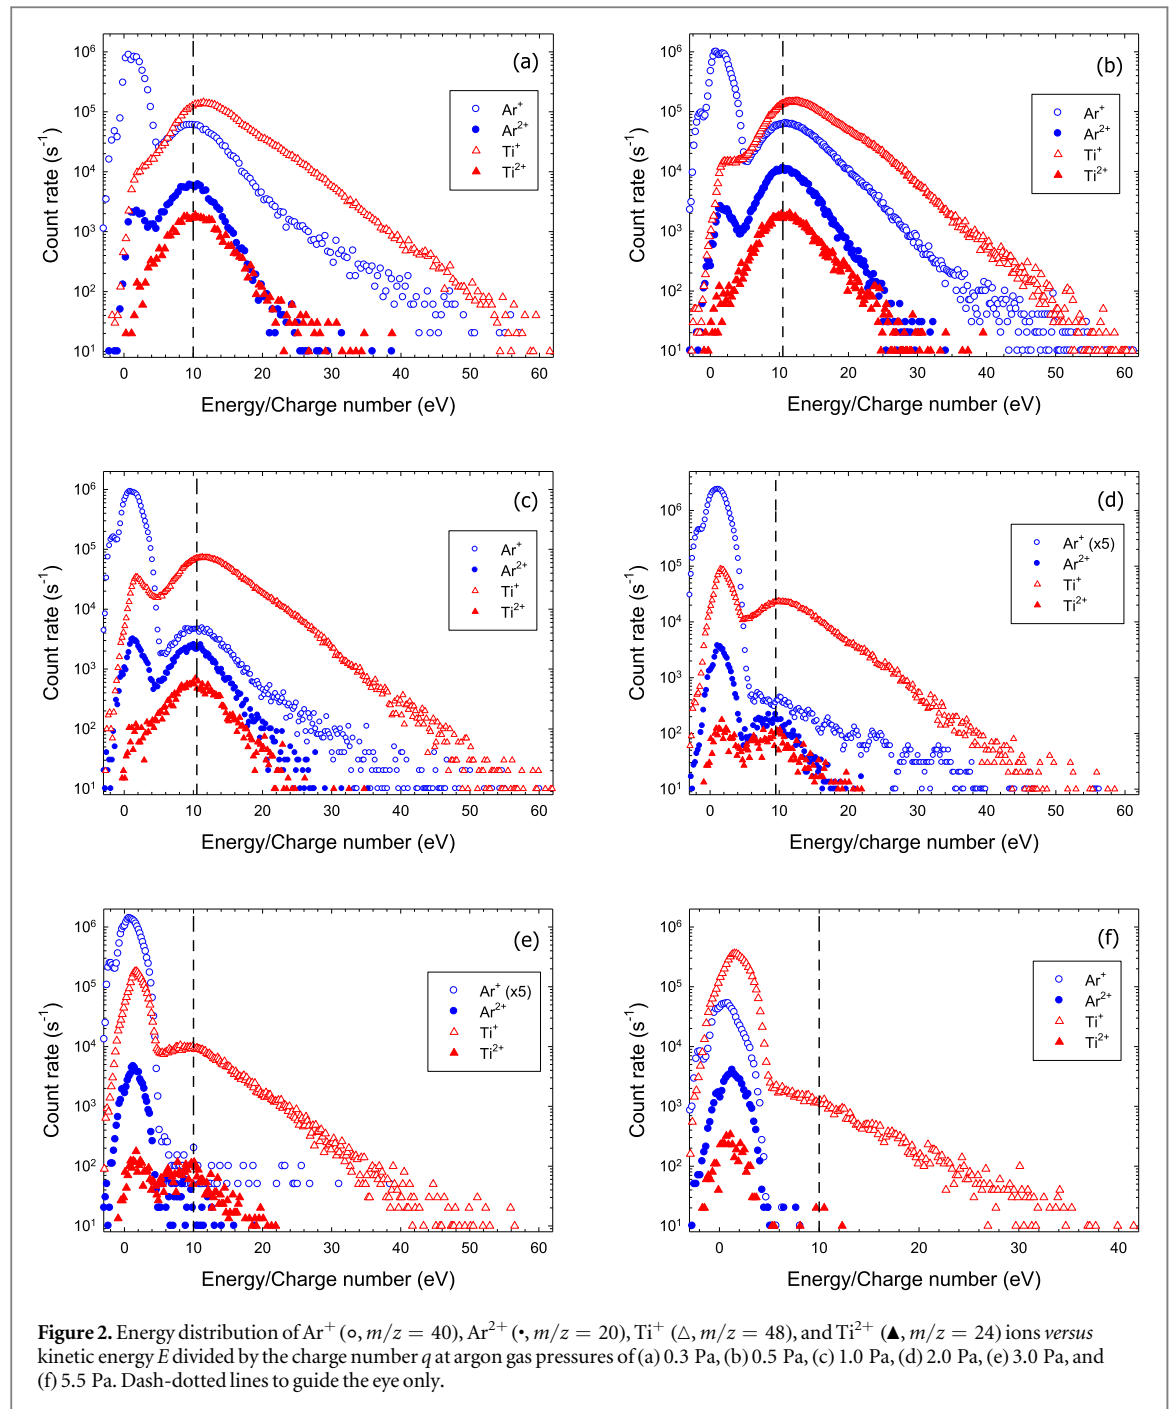 (a)
10⁶
10⁵
10⁴
10³
10²
10¹
Count rate (s⁻¹)
Ar⁺
Ar²⁺
Ti⁺
Ti²⁺
0 10 20 30 40 50 60
Energy/Charge number (eV)
(b)
10⁶
10⁵
10⁴
10³
10²
10¹
Count rate (s⁻¹)
Ar⁺
Ar²⁺
Ti⁺
Ti²⁺
0 10 20 30 40 50 60
Energy/Charge number (eV)
(c)
10⁶
10⁵
10⁴
10³
10²
10¹
Count rate (s⁻¹)
Ar⁺
Ar²⁺
Ti⁺
Ti²⁺
0 10 20 30 40 50 60
Energy/Charge number (eV)
(d)
10⁶
10⁵
10⁴
10³
10²
10¹
Count rate (s⁻¹)
Ar⁺ (x5)
Ar²⁺
Ti⁺
Ti²⁺
0 10 20 30 40 50 60
Energy/charge number (eV)
(e)
10⁶
10⁵
10⁴
10³
10²
10¹
Count rate (s⁻¹)
Ar⁺ (x5)
Ar²⁺
Ti⁺
Ti²⁺
0 10 20 30 40 50 60
Energy/Charge number (eV)
(f)
10⁶
10⁵
10⁴
10³
10²
10¹
Count rate (s⁻¹)
Ar⁺
Ar²⁺
Ti⁺
Ti²⁺
0 10 20 30 40
Energy/Charge number (eV)
Figure 2. Energy distribution of Ar⁺ (∘, m/z = 40), Ar²⁺ (•, m/z = 20), Ti⁺ (△, m/z = 48), and Ti²⁺ (▲, m/z = 24) ions versus
kinetic energy E divided by the charge number q at argon gas pressures of (a) 0.3 Pa, (b) 0.5 Pa, (c) 1.0 Pa, (d) 2.0 Pa, (e) 3.0 Pa, and
(f) 5.5 Pa. Dash-dotted lines to guide the eye only.